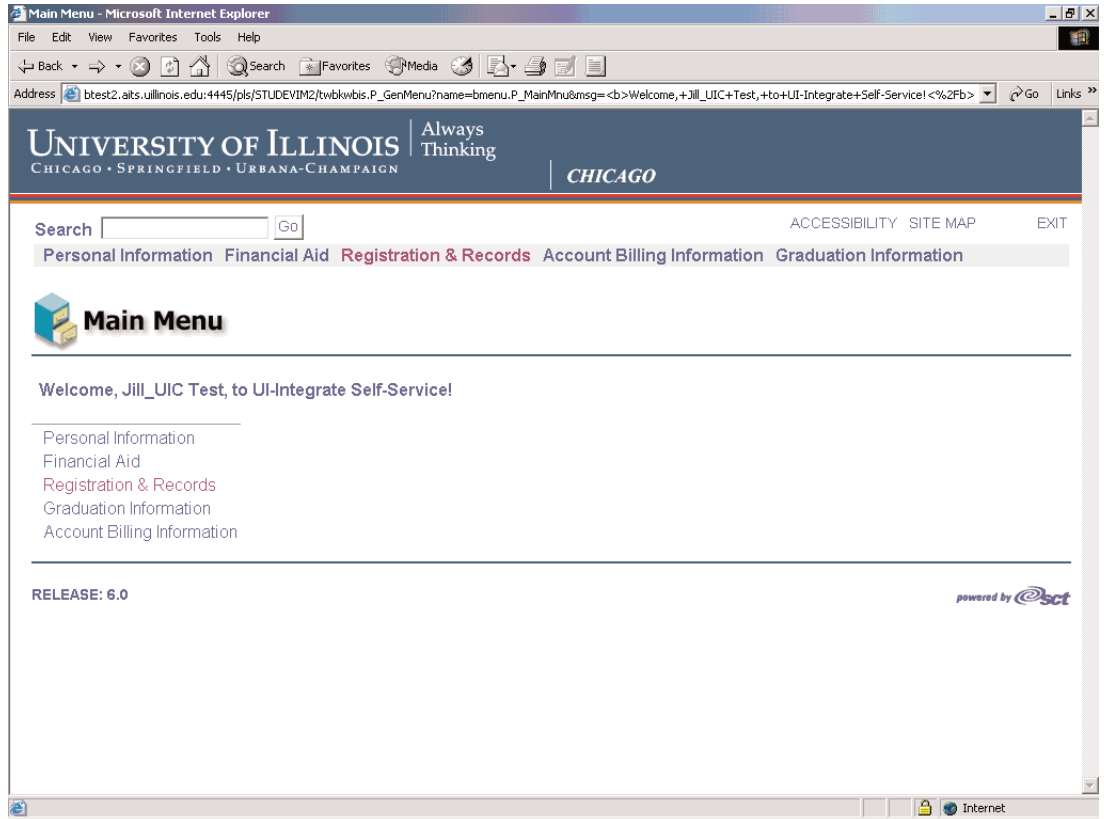 Main Menu - Microsoft Internet Explorer
File Edit View Favorites Tools Help
Back Search Favorites Media
Address btest2.aits.uillinois.edu:4445/pls/STUDEVIM2/twbkwbis.P_GenMenu?name=bmenu.P_MainMnu&msg=<b>Welcome,+Jill_UIC+Test,+to+UI-Integrate+Self-Service!<%2Fb> Go Links »
UNIVERSITY OF ILLINOIS
CHICAGO • SPRINGFIELD • URBANA-CHAMPAIGN
Always
Thinking
CHICAGO
Search Go ACCESSIBILITY SITE MAP EXIT
Personal Information Financial Aid Registration & Records Account Billing Information Graduation Information
Main Menu
Welcome, Jill_UIC Test, to UI-Integrate Self-Service!
Personal Information
Financial Aid
Registration & Records
Graduation Information
Account Billing Information
RELEASE: 6.0 powered by sct
Internet